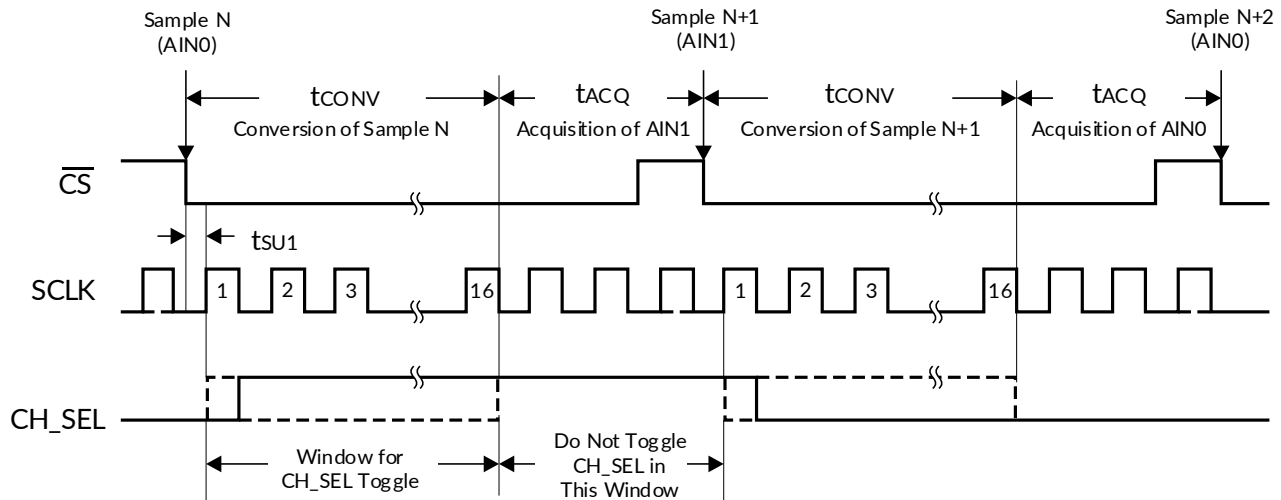 Sample N
(AIN0)
Sample N+1
(AIN1)
Sample N+2
(AIN0)
tCONV
tACQ
tCONV
tACQ
Conversion of Sample N
Acquisition of AIN1
Conversion of Sample N+1
Acquisition of AIN0
CS
tSU1
SCLK
1
2
3
16
1
2
3
16
CH_SEL
Window for
CH_SEL Toggle
Do Not Toggle
CH_SEL in
This Window